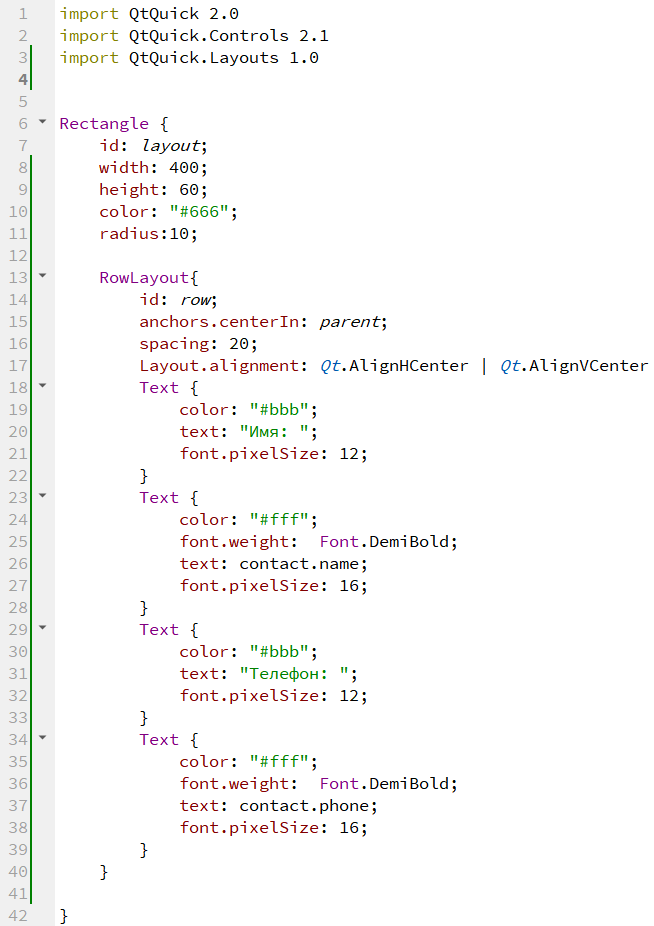 1 import QtQuick 2.0
2 import QtQuick.Controls 2.1
3 import QtQuick.Layouts 1.0
4
5
6 Rectangle {
7     id: layout;
8     width: 400;
9     height: 60;
10     color: "#666";
11     radius:10;
12
13     RowLayout{
14         id: row;
15         anchors.centerIn: parent;
16         spacing: 20;
17         Layout.alignment: Qt.AlignHCenter | Qt.AlignVCenter
18         Text {
19             color: "#bbb";
20             text: "Имя: ";
21             font.pixelSize: 12;
22         }
23         Text {
24             color: "#fff";
25             font.weight:  Font.DemiBold;
26             text: contact.name;
27             font.pixelSize: 16;
28         }
29         Text {
30             color: "#bbb";
31             text: "Телефон: ";
32             font.pixelSize: 12;
33         }
34         Text {
35             color: "#fff";
36             font.weight:  Font.DemiBold;
37             text: contact.phone;
38             font.pixelSize: 16;
39         }
40     }
41
42 }